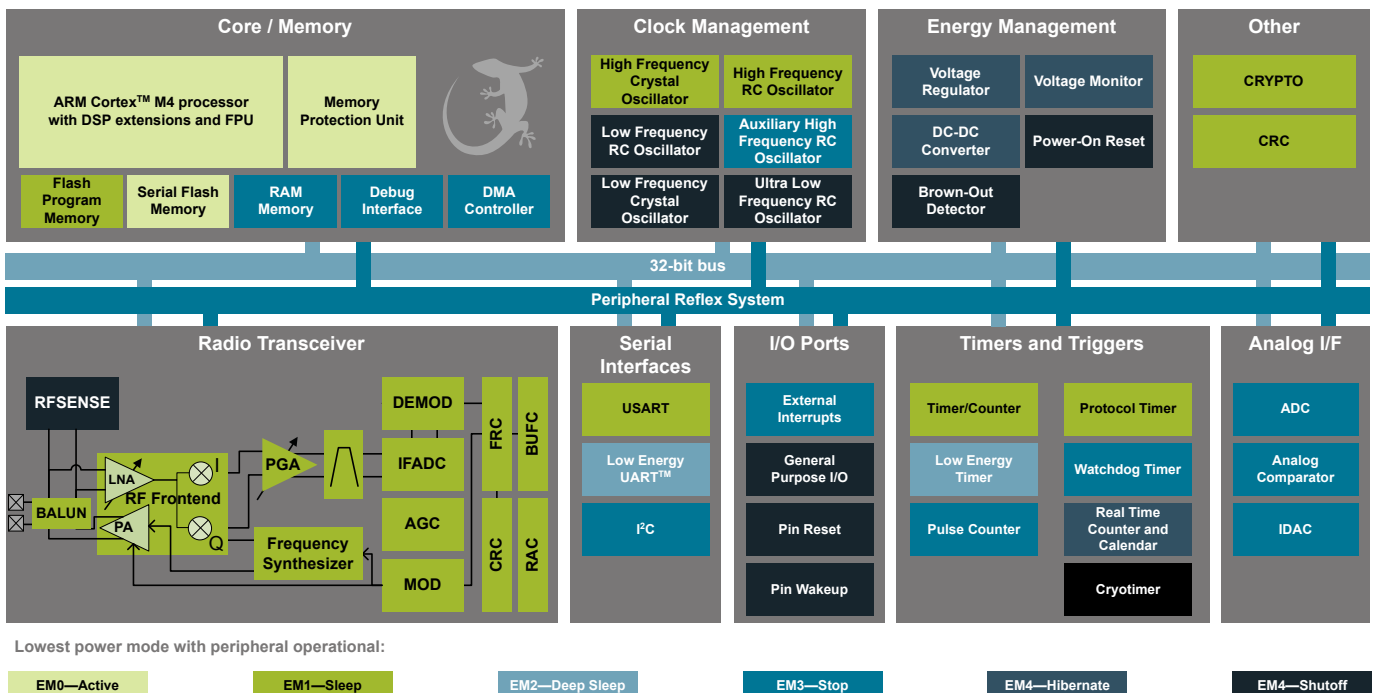 Core / Memory
ARM Cortex™ M4 processor
with DSP extensions and FPU
Memory
Protection Unit
Flash
Program
Memory
Serial Flash
Memory
RAM
Memory
Debug
Interface
DMA
Controller
Clock Management
High Frequency
Crystal
Oscillator
High Frequency
RC Oscillator
Low Frequency
RC Oscillator
Auxiliary High
Frequency RC
Oscillator
Low Frequency
Crystal
Oscillator
Ultra Low
Frequency RC
Oscillator
Energy Management
Voltage
Regulator
Voltage Monitor
DC-DC
Converter
Power-On Reset
Brown-Out
Detector
Other
CRYPTO
CRC
32-bit bus
Peripheral Reflex System
Radio Transceiver
RFSENSE
BALUN
LNA
RF Frontend
PA
I
Q
PGA
Frequency
Synthesizer
DEMOD
IFADC
AGC
MOD
FRC
BUFC
CRC
RAC
Serial
Interfaces
USART
Low Energy
UART™
I²C
I/O Ports
External
Interrupts
General
Purpose I/O
Pin Reset
Pin Wakeup
Timers and Triggers
Timer/Counter
Protocol Timer
Low Energy
Timer
Watchdog Timer
Pulse Counter
Real Time
Counter and
Calendar
Cryotimer
Analog I/F
ADC
Analog
Comparator
IDAC
Lowest power mode with peripheral operational:
EM0—Active
EM1—Sleep
EM2—Deep Sleep
EM3—Stop
EM4—Hibernate
EM4—Shutoff